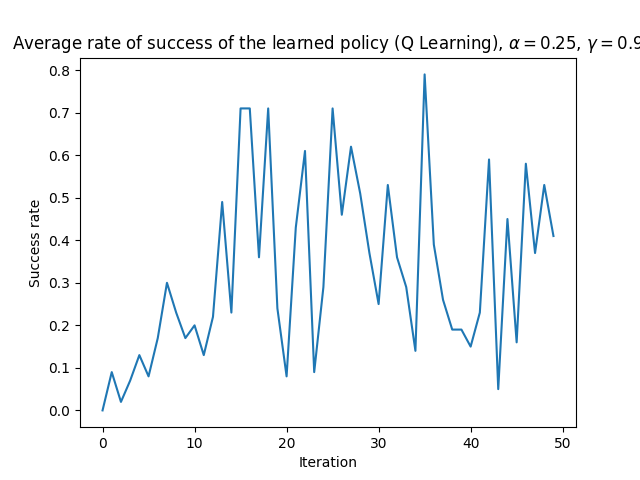 Average rate of success of the learned policy (Q Learning), α = 0.25, γ = 0.9
0.8
0.7
0.6
0.5
0.4
0.3
0.2
0.1
0.0
Success rate
0 10 20 30 40 50
Iteration